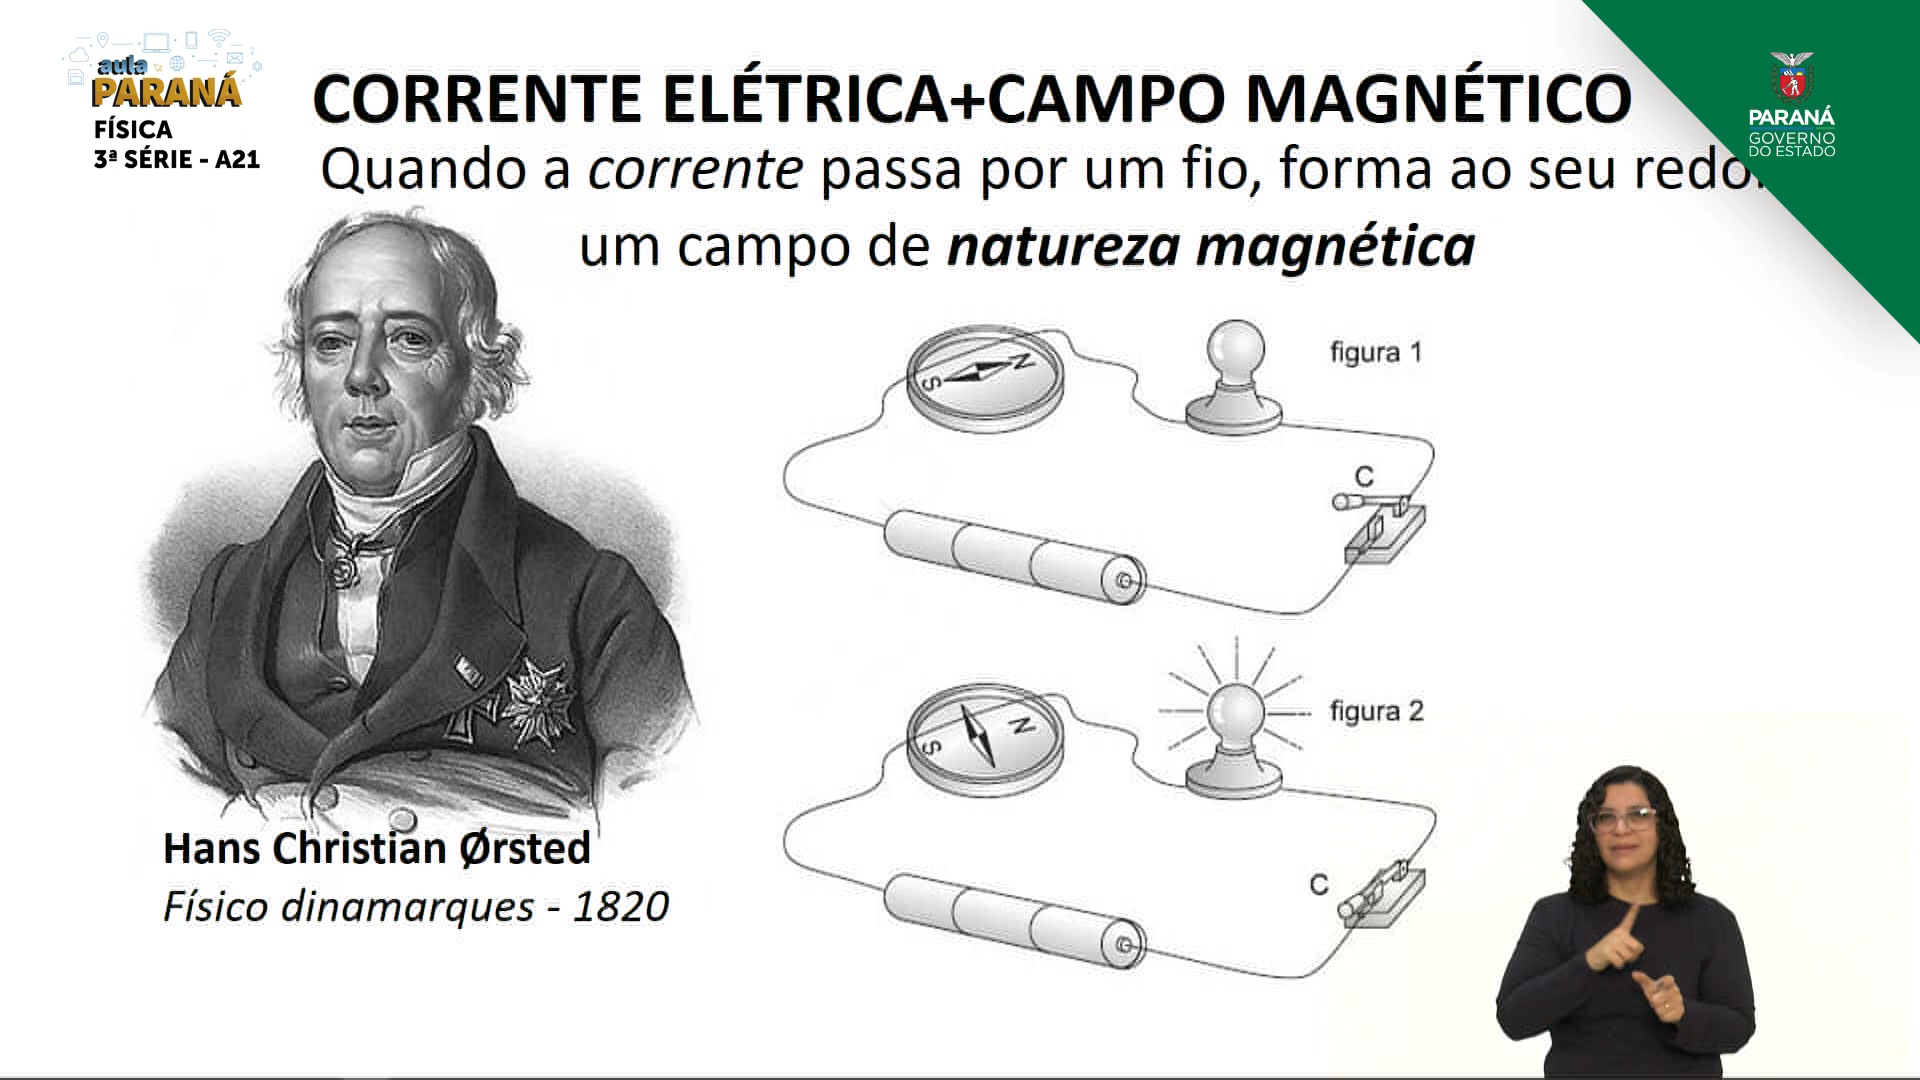 aula
PARANÁ
FÍSICA
3ª SÉRIE - A21
CORRENTE ELÉTRICA+CAMPO MAGNÉTICO
Quando a corrente passa por um fio, forma ao seu redor
um campo de natureza magnética
PARANÁ
GOVERNO
DO ESTADO
figura 1
N
S
C
figura 2
N
S
C
Hans Christian Ørsted
Físico dinamarques - 1820